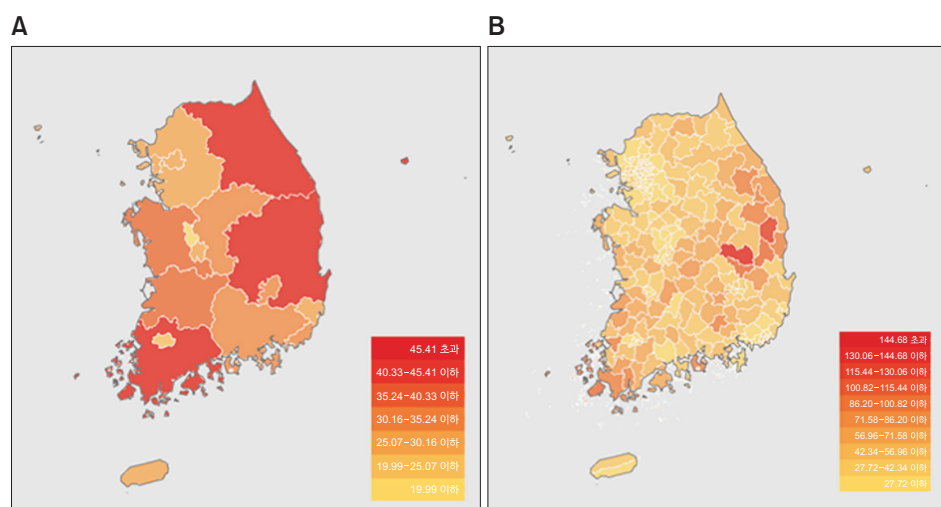 A
B
45.41 초과
40.33-45.41 이하
35.24-40.33 이하
30.16-35.24 이하
25.07-30.16 이하
19.99-25.07 이하
19.99 이하
144.68 초과
130.06-144.68 이하
115.44-130.06 이하
100.82-115.44 이하
86.20-100.82 이하
71.58-86.20 이하
56.96-71.58 이하
42.34-56.96 이하
27.72-42.34 이하
27.72 이하